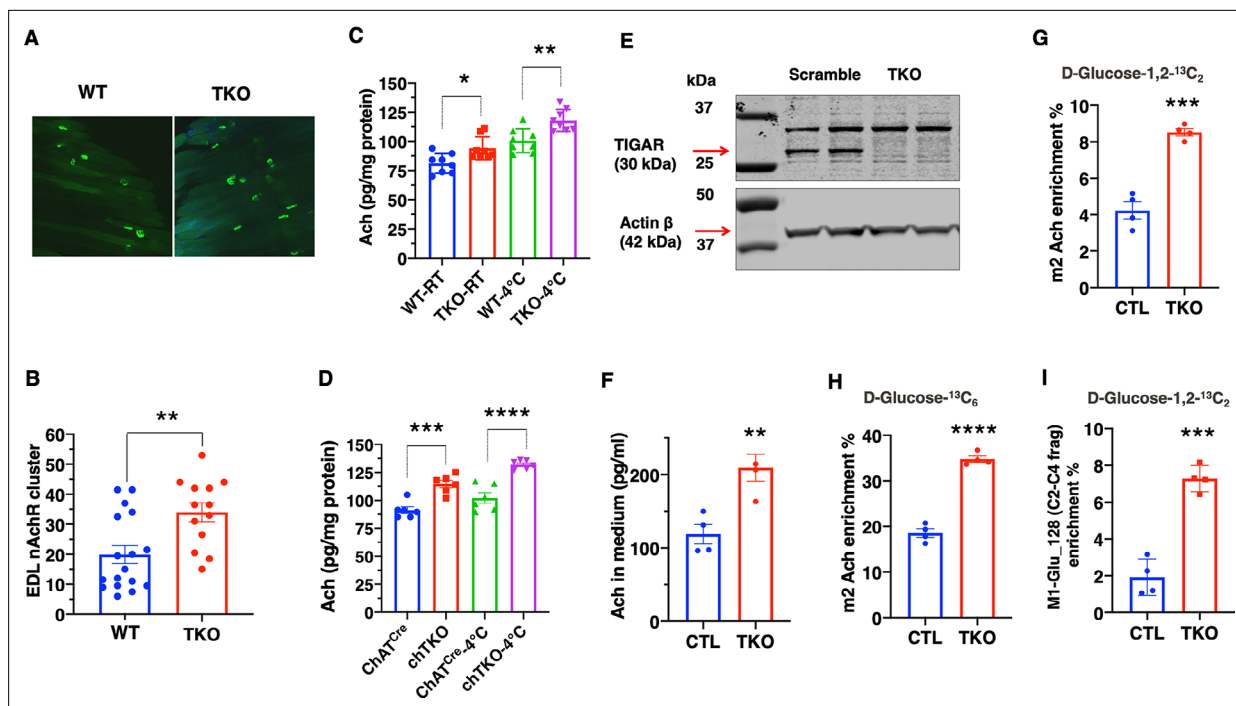 A
WT
TKO
B
EDL nAchR cluster
60
50
40
30
20
10
0
**
WT
TKO
C
Ach (pg/mg protein)
150
125
100
75
50
25
0
*
**
WT-RT
TKO-RT
WT-4°C
TKO-4°C
D
Ach (pg/mg protein)
150
125
100
75
50
25
0
***
****
ChATCre
chTKO
ChATCre-4°C
chTKO-4°C
E
kDa
Scramble
TKO
37
TIGAR
(30 kDa)
25
50
Actin β
(42 kDa)
37
F
Ach in medium (pg/ml)
200
100
0
**
CTL
TKO
G
D-Glucose-1,2-13C2
m2 Ach enrichment %
10
8
6
4
2
0
***
CTL
TKO
H
D-Glucose-13C6
m2 Ach enrichment %
40
30
20
10
0
****
CTL
TKO
I
D-Glucose-1,2-13C2
M1-Glu_128 (C2-C4 frag)
enrichment %
10
8
6
4
2
0
***
CTL
TKO